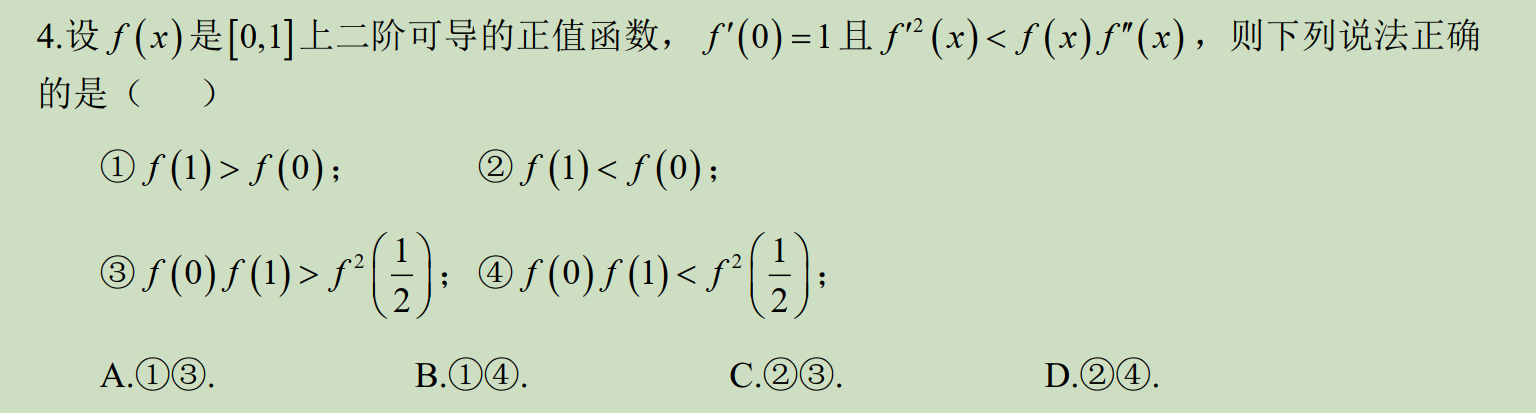 4.设 f(x) 是[0,1]上二阶可导的正值函数，f′(0)=1且 f′²(x)<f(x)f″(x)，则下列说法正确
的是（  ）
① f(1)>f(0)； ② f(1)<f(0)；
③ f(0)f(1)>f²(1/2)；④ f(0)f(1)<f²(1/2)；
A.①③. B.①④. C.②③. D.②④.